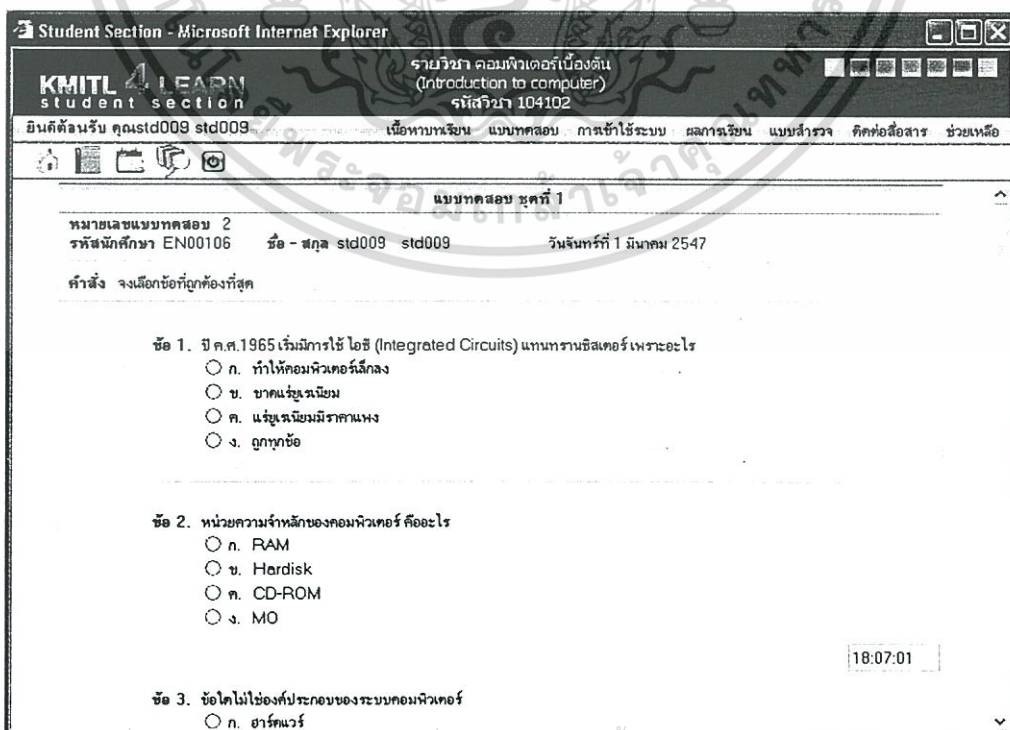 Student Section - Microsoft Internet Explorer
KMITL 4 LEARN
student section
รายวิชา คอมพิวเตอร์เบื้องต้น
(Introduction to computer)
รหัสวิชา 104102
ยินดีต้อนรับ คุณstd009 std009
เนื้อหาบทเรียน แบบทดสอบ การเข้าใช้ระบบ ผลการเรียน แบบสำรวจ ติดต่อสื่อสาร ช่วยเหลือ
แบบทดสอบ ชุดที่ 1
หมายเลขแบบทดสอบ 2
รหัสนักศึกษา EN00106 ชื่อ - สกุล std009 std009 วันจันทร์ที่ 1 มีนาคม 2547
คำสั่ง จงเลือกข้อที่ถูกต้องที่สุด
ข้อ 1. ปี ค.ศ.1965 เริ่มมีการใช้ ไอซี (Integrated Circuits) แทนทรานซิสเตอร์ เพราะอะไร
ก. ทำให้คอมพิวเตอร์เล็กลง
ข. ขาดแร่ยูเรเนียม
ค. แร่ยูเรเนียมมีราคาแพง
ง. ถูกทุกข้อ
ข้อ 2. หน่วยความจำหลักของคอมพิวเตอร์ คืออะไร
ก. RAM
ข. Hardisk
ค. CD-ROM
ง. MO
18:07:01
ข้อ 3. ข้อใดไม่ใช่องค์ประกอบของระบบคอมพิวเตอร์
ก. ฮาร์ดแวร์